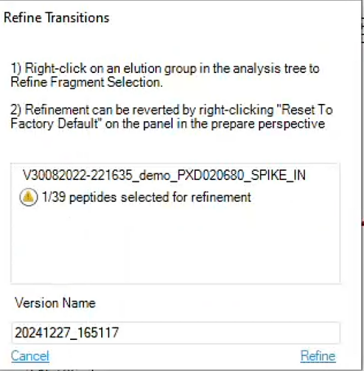 Refine Transitions
1) Right-click on an elution group in the analysis tree to
Refine Fragment Selection.
2) Refinement can be reverted by right-clicking "Reset To
Factory Default" on the panel in the prepare perspective
V30082022-221635_demo_PXD020680_SPIKE_IN
1/39 peptides selected for refinement
Version Name
20241227_165117
Cancel
Refine